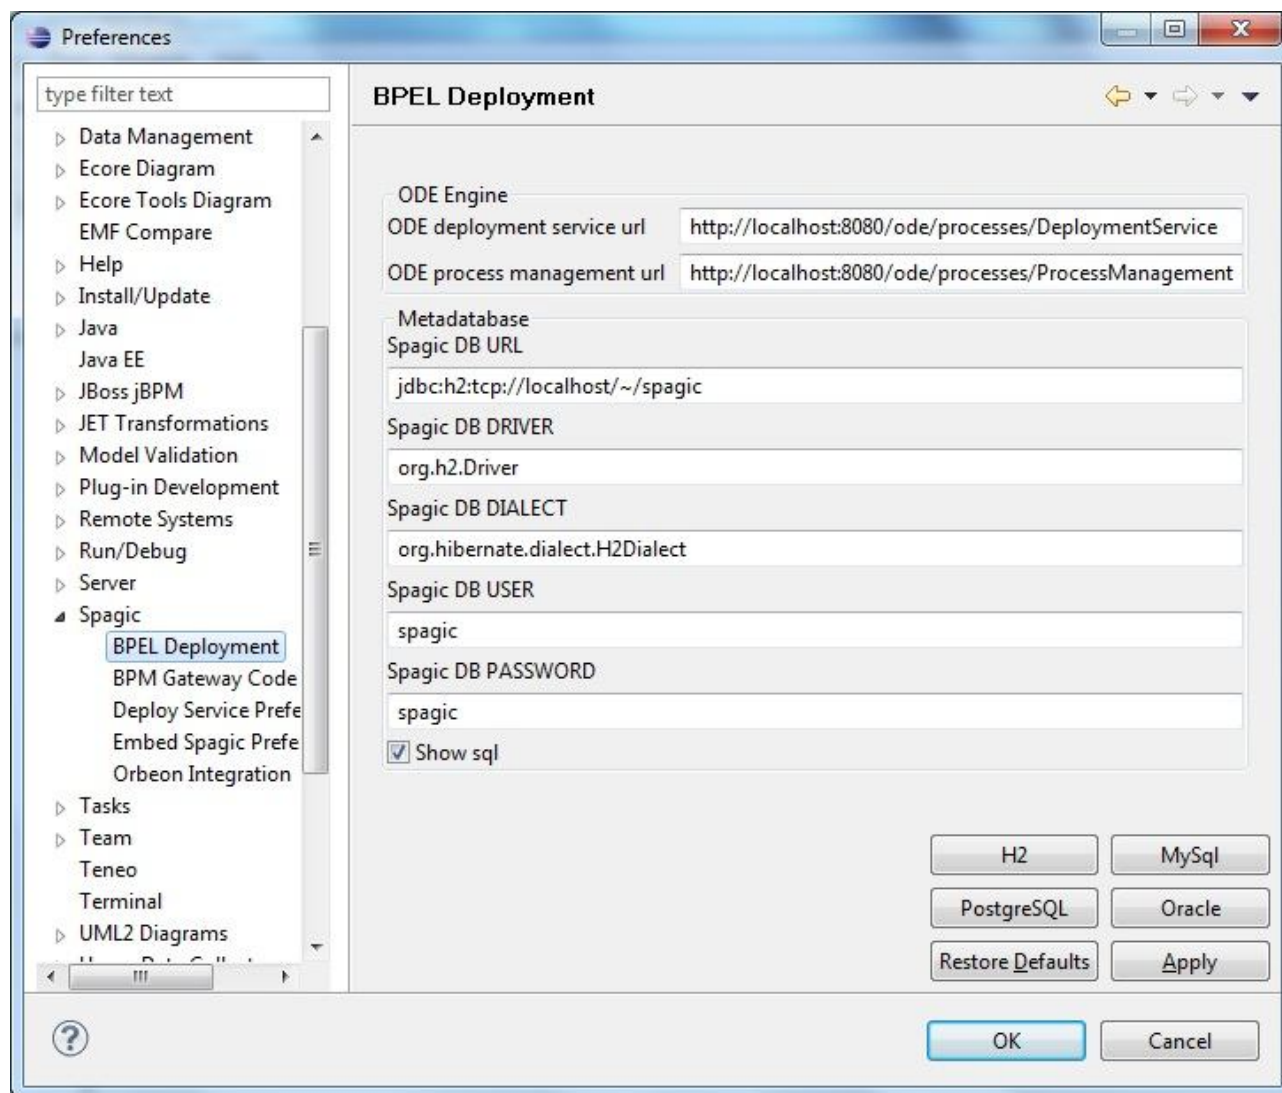 Preferences
type filter text
Data Management
Ecore Diagram
Ecore Tools Diagram
EMF Compare
Help
Install/Update
Java
Java EE
JBoss jBPM
JET Transformations
Model Validation
Plug-in Development
Remote Systems
Run/Debug
Server
Spagic
BPEL Deployment
BPM Gateway Code
Deploy Service Prefe
Embed Spagic Prefe
Orbeon Integration
Tasks
Team
Teneo
Terminal
UML2 Diagrams
BPEL Deployment
ODE Engine
ODE deployment service url http://localhost:8080/ode/processes/DeploymentService
ODE process management url http://localhost:8080/ode/processes/ProcessManagement
Metadatabase
Spagic DB URL
jdbc:h2:tcp://localhost/~/spagic
Spagic DB DRIVER
org.h2.Driver
Spagic DB DIALECT
org.hibernate.dialect.H2Dialect
Spagic DB USER
spagic
Spagic DB PASSWORD
spagic
Show sql
H2 MySql
PostgreSQL Oracle
Restore Defaults Apply
OK Cancel